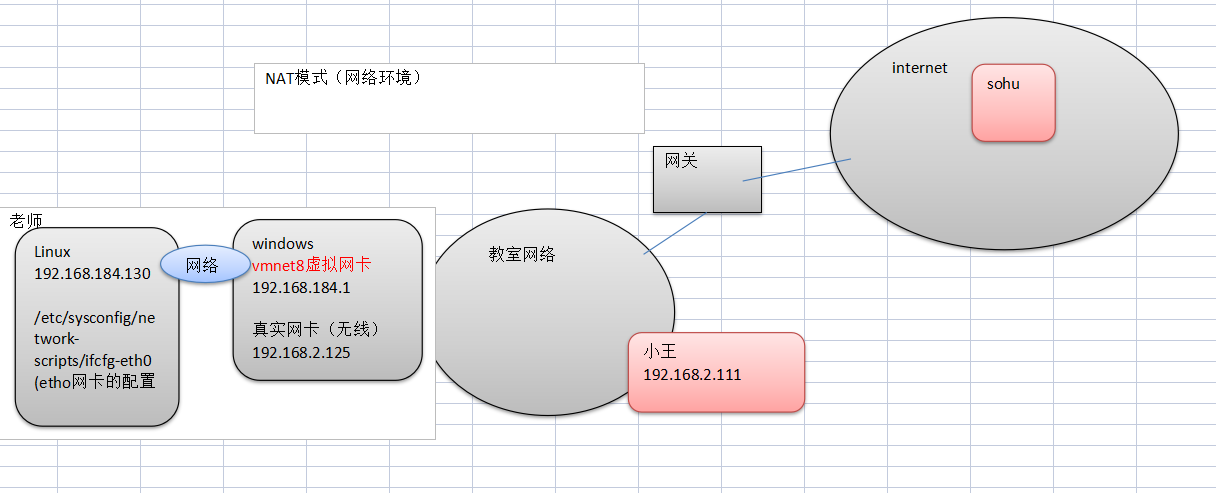 NAT模式（网络环境）
internet
sohu
网关
老师
Linux
192.168.184.130
/etc/sysconfig/ne
twork-
scripts/ifcfg-eth0
(etho网卡的配置
网络
windows
vmnet8虚拟网卡
192.168.184.1
真实网卡（无线）
192.168.2.125
教室网络
小王
192.168.2.111